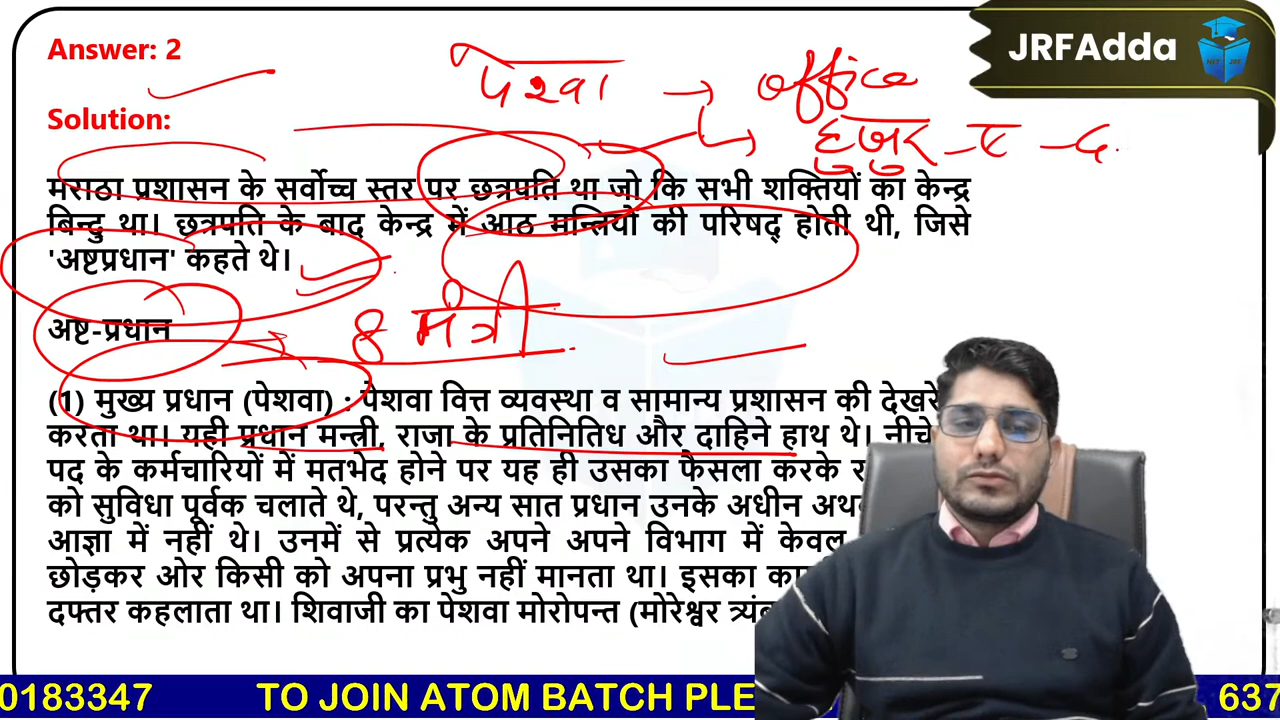 Answer: 2
पेशवा → office
JRFAdda
Solution:
हुजुर - ए - द
मराठा प्रशासन के सर्वोच्च स्तर पर छत्रपति था जो कि सभी शक्तियों का केन्द्र
बिन्दु था। छत्रपति के बाद केन्द्र में आठ मन्त्रियों की परिषद् होती थी, जिसे
'अष्टप्रधान' कहते थे।
अष्ट-प्रधान → 8 मंत्री
(1) मुख्य प्रधान (पेशवा) : पेशवा वित्त व्यवस्था व सामान्य प्रशासन की
करता था। यही प्रधान मन्त्री, राजा के प्रतिनितिध और दाहिने हाथ थे। नीचे
पद के कर्मचारियों में मतभेद होने पर यह ही उसका फैसला करके
को सुविधा पूर्वक चलाते थे, परन्तु अन्य सात प्रधान उनके अधीन
आज्ञा में नहीं थे। उनमें से प्रत्येक अपने अपने विभाग में केवल
छोड़कर ओर किसी को अपना प्रभु नहीं मानता था। इसका
दफ्तर कहलाता था। शिवाजी का पेशवा मोरोपन्त (मोरेश्वर
0183347 TO JOIN ATOM BATCH PLE 637